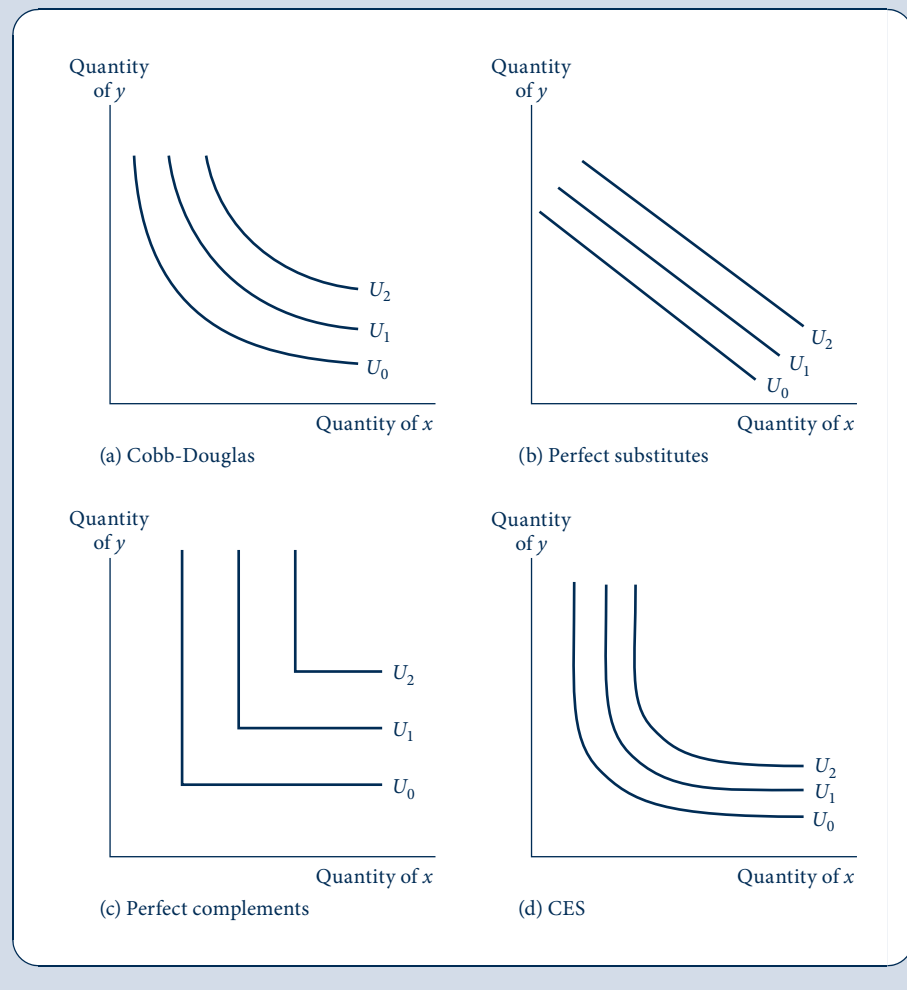 Quantity
of y
U₂
U₁
U₀
Quantity of x
(a) Cobb-Douglas
Quantity
of y
U₂
U₁
U₀
Quantity of x
(b) Perfect substitutes
Quantity
of y
U₂
U₁
U₀
Quantity of x
(c) Perfect complements
Quantity
of y
U₂
U₁
U₀
Quantity of x
(d) CES